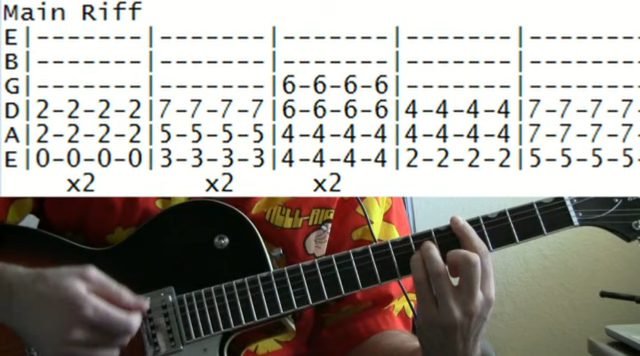 Main Riff
E|-------|-------|-------|-------|-------
B|-------|-------|-------|-------|-------
G|-------|-------|6-6-6-6|-------|-------
D|2-2-2-2|7-7-7-7|6-6-6-6|4-4-4-4|7-7-7-7
A|2-2-2-2|5-5-5-5|4-4-4-4|4-4-4-4|7-7-7-7
E|0-0-0-0|3-3-3-3|4-4-4-4|2-2-2-2|5-5-5-5
x2 x2 x2